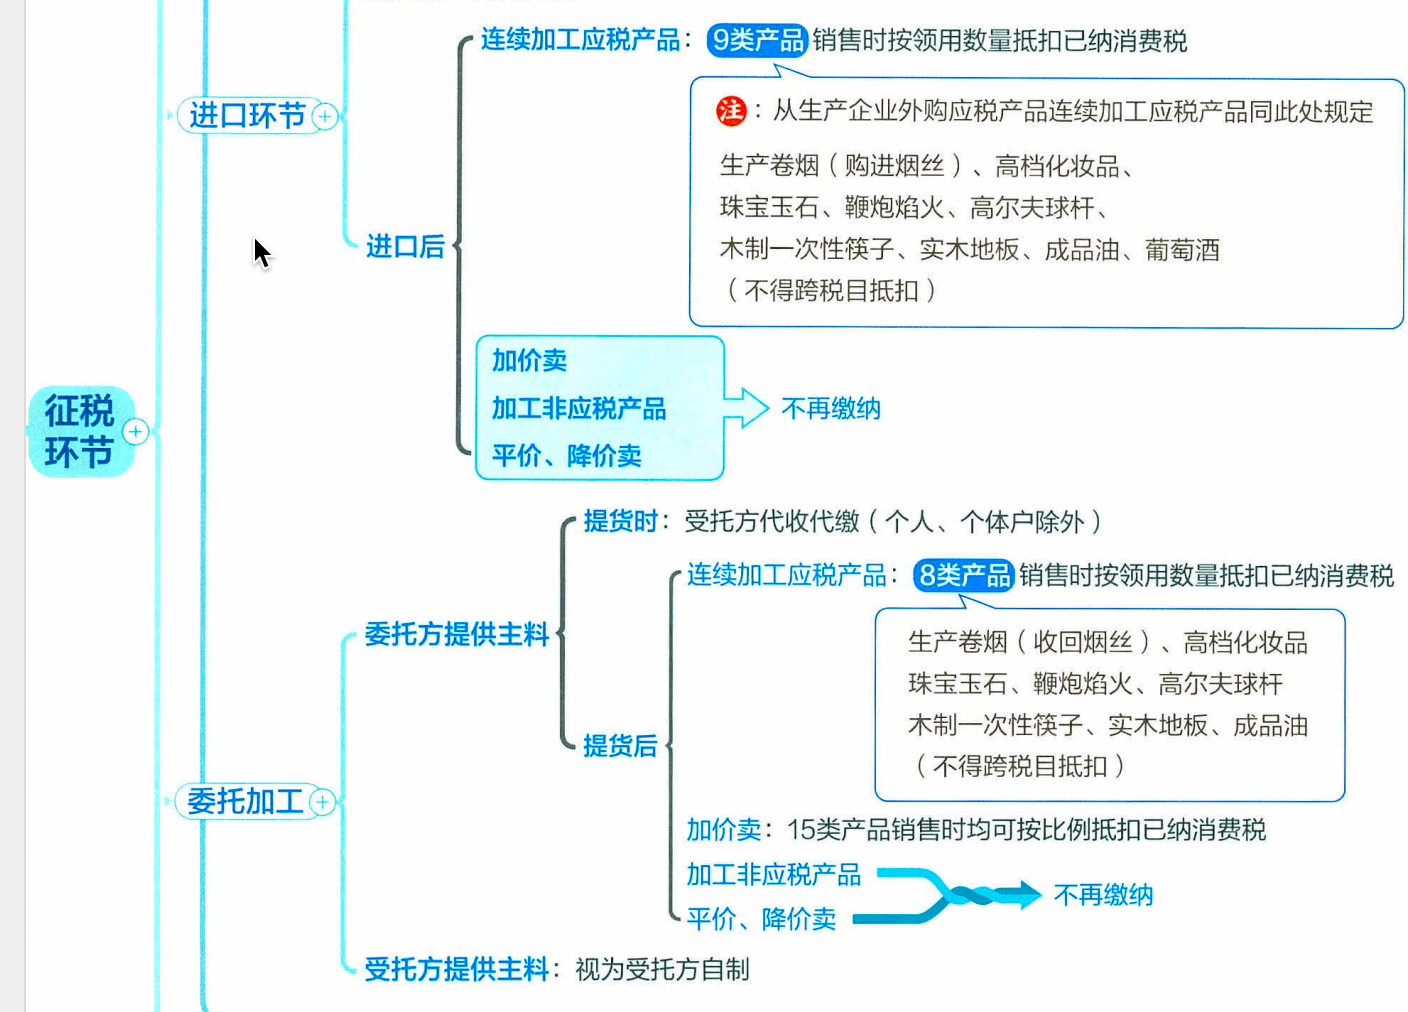 连续加工应税产品：9类产品 销售时按领用数量抵扣已纳消费税
进口环节
注：从生产企业外购应税产品连续加工应税产品同此处规定
生产卷烟（购进烟丝）、高档化妆品、
珠宝玉石、鞭炮焰火、高尔夫球杆、
木制一次性筷子、实木地板、成品油、葡萄酒
（不得跨税目抵扣）
进口后
加价卖
加工非应税产品
平价、降价卖
不再缴纳
征税
环节
提货时：受托方代收代缴（个人、个体户除外）
连续加工应税产品：8类产品 销售时按领用数量抵扣已纳消费税
委托方提供主料
生产卷烟（收回烟丝）、高档化妆品
珠宝玉石、鞭炮焰火、高尔夫球杆
木制一次性筷子、实木地板、成品油
（不得跨税目抵扣）
提货后
委托加工
加价卖：15类产品销售时均可按比例抵扣已纳消费税
加工非应税产品
平价、降价卖
不再缴纳
受托方提供主料：视为受托方自制